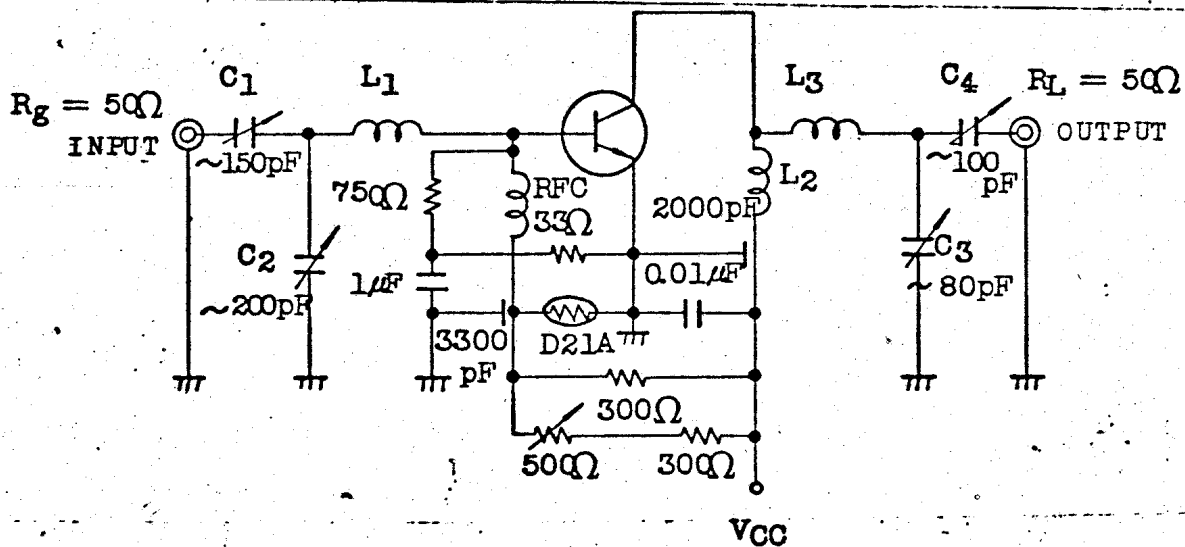 C1
L1
L3
C4
Rg = 50Ω
RL = 50Ω
INPUT
OUTPUT
~150pF
~100
pF
L2
750Ω
RFC
33Ω
2000pF
C2
C3
1μF
0.01μF
~200pF
~80pF
3300
pF
D21A
300Ω
500Ω
300Ω
VCC